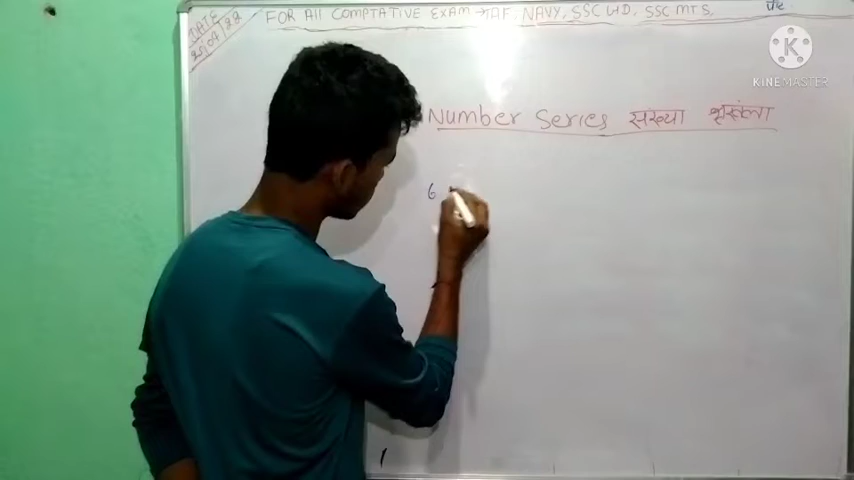 FOR All COMPTATIVE EXAM → IAF, NAVY, SSC GD, SSC MTS,
DATE
KINEMASTER
Number Series संख्या श्रृंखला
6